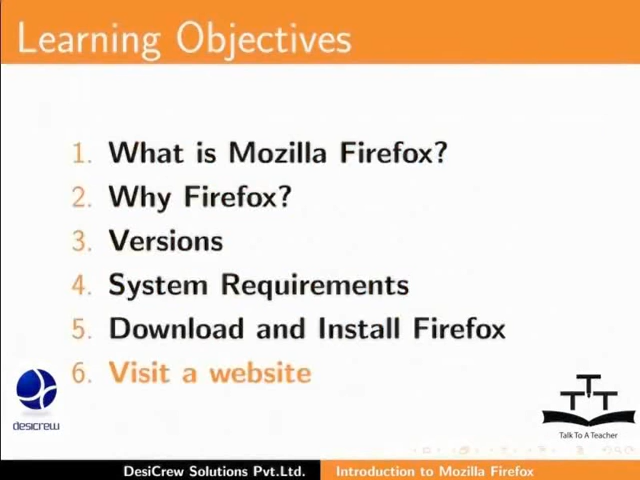 Learning Objectives
1. What is Mozilla Firefox?
2. Why Firefox?
3. Versions
4. System Requirements
5. Download and Install Firefox
6. Visit a website
desicrew
T T T
Talk To A Teacher
DesiCrew Solutions Pvt.Ltd. Introduction to Mozilla Firefox